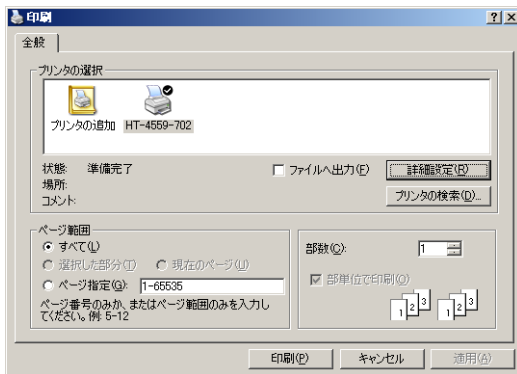 印刷
全般
プリンタの選択
プリンタの追加 HT-4559-702
状態: 準備完了
場所:
コメント:
ファイルへ出力(F)
詳細設定(R)
プリンタの検索(D)...
ページ範囲
すべて(L)
選択した部分(T) 現在のページ(U)
ページ指定(G): 1-65535
ページ番号のみか、またはページ範囲のみを入力し
てください。例: 5-12
部数(C): 1
部単位で印刷(O)
1 1 2 2 3 3
印刷(P) キャンセル 適用(A)